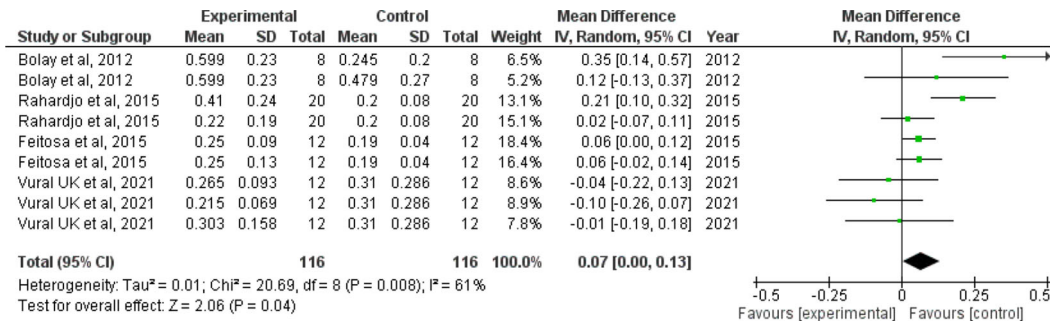 Experimental Control Mean Difference Mean Difference
Study or Subgroup Mean SD Total Mean SD Total Weight IV, Random, 95% CI Year IV, Random, 95% CI
Bolay et al, 2012 0.599 0.23 8 0.245 0.2 8 6.5% 0.35 [0.14, 0.57] 2012
Bolay et al, 2012 0.599 0.23 8 0.479 0.27 8 5.2% 0.12 [-0.13, 0.37] 2012
Rahardjo et al, 2015 0.41 0.24 20 0.2 0.08 20 13.1% 0.21 [0.10, 0.32] 2015
Rahardjo et al, 2015 0.22 0.19 20 0.2 0.08 20 15.1% 0.02 [-0.07, 0.11] 2015
Feitosa et al, 2015 0.25 0.09 12 0.19 0.04 12 18.4% 0.06 [0.00, 0.12] 2015
Feitosa et al, 2015 0.25 0.13 12 0.19 0.04 12 16.4% 0.06 [-0.02, 0.14] 2015
Vural UK et al, 2021 0.265 0.093 12 0.31 0.286 12 8.6% -0.04 [-0.22, 0.13] 2021
Vural UK et al, 2021 0.215 0.069 12 0.31 0.286 12 8.9% -0.10 [-0.26, 0.07] 2021
Vural UK et al, 2021 0.303 0.158 12 0.31 0.286 12 7.8% -0.01 [-0.19, 0.18] 2021
Total (95% CI) 116 116 100.0% 0.07 [0.00, 0.13]
Heterogeneity: Tau² = 0.01; Chi² = 20.69, df = 8 (P = 0.008); I² = 61%
Test for overall effect: Z = 2.06 (P = 0.04)
-0.5 -0.25 0 0.25 0.5
Favours [experimental] Favours [control]